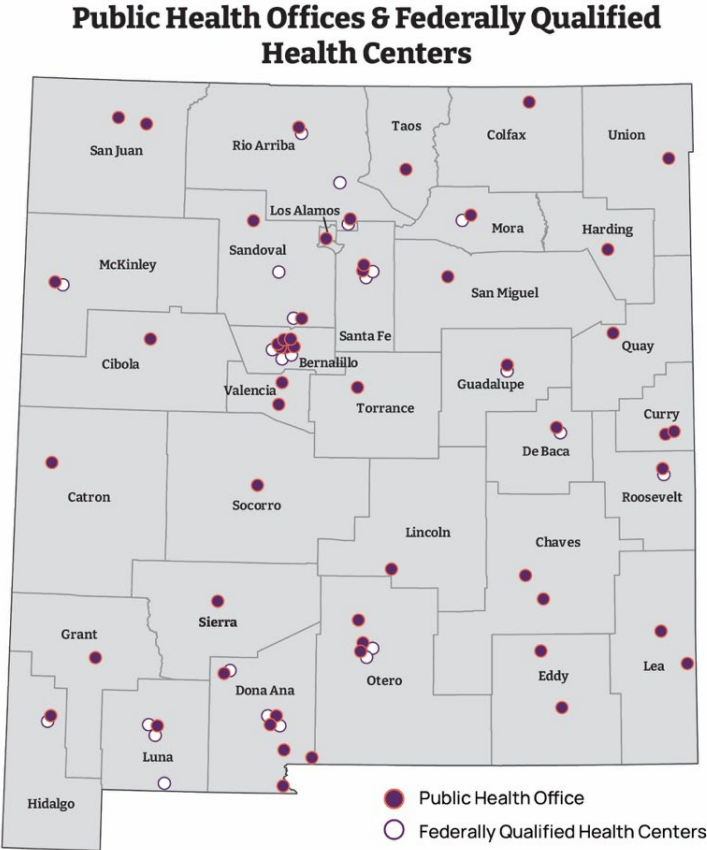 Public Health Offices & Federally Qualified
Health Centers
San Juan
Rio Arriba
Taos
Colfax
Union
Los Alamos
Mora
Harding
McKinley
Sandoval
San Miguel
Santa Fe
Quay
Cibola
Bernalillo
Valencia
Guadalupe
Torrance
Curry
De Baca
Catron
Socorro
Roosevelt
Lincoln
Chaves
Sierra
Grant
Otero
Eddy
Lea
Dona Ana
Luna
Hidalgo
Public Health Office
Federally Qualified Health Centers